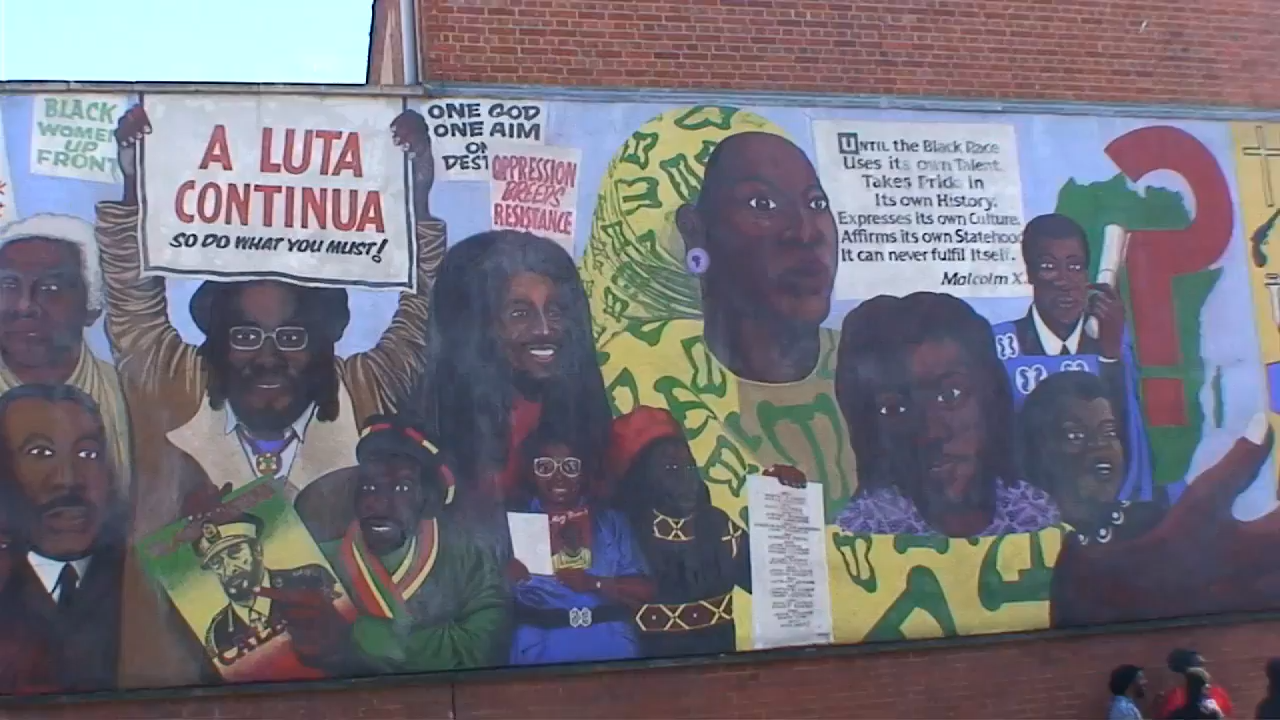 BLACK
WOMEN
UP
FRONT
A LUTA
CONTINUA
SO DO WHAT YOU MUST!
ONE GOD
ONE AIM
ON
DEST
OPPRESSION
BREEDS
RESISTANCE
UNTIL the Black Race
Uses its own Talent.
Takes Pride in
Its own History.
Expresses its own Culture.
Affirms its own Statehood
It can never fulfil Itself.
Malcolm X.